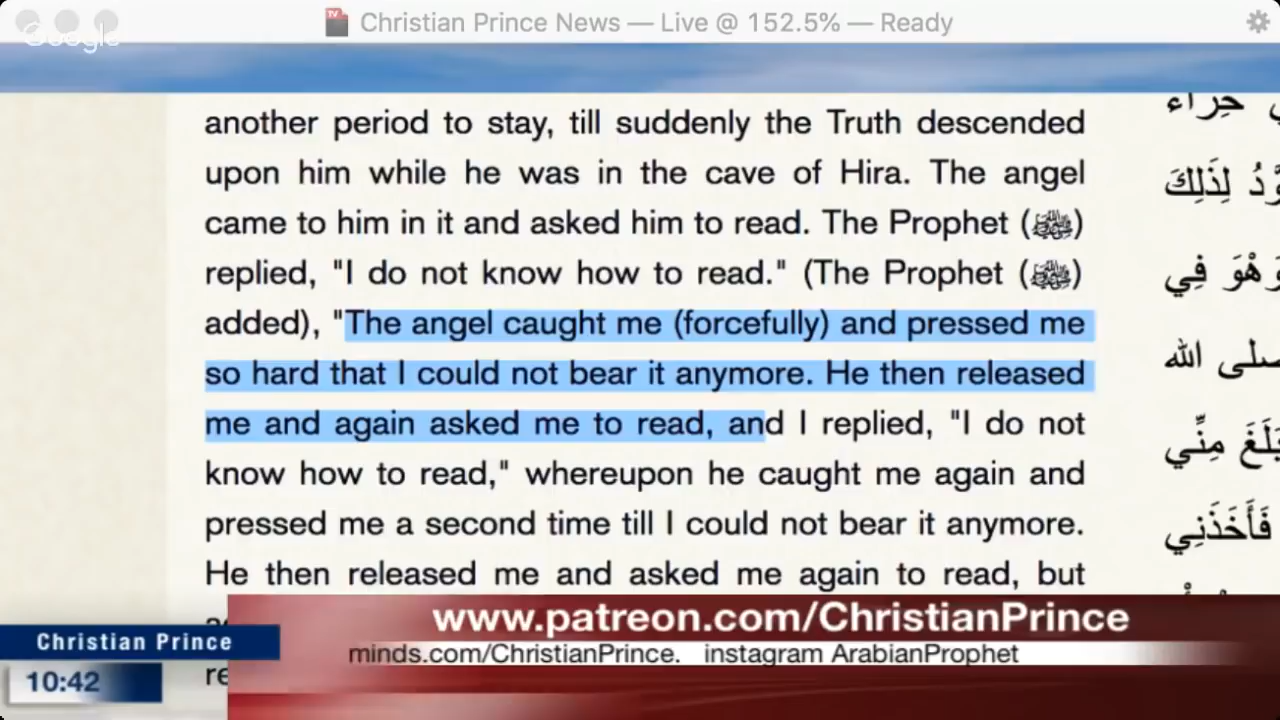 Christian Prince News — Live @ 152.5% — Ready
Google
another period to stay, till suddenly the Truth descended
upon him while he was in the cave of Hira. The angel
came to him in it and asked him to read. The Prophet (ﷺ)
replied, "I do not know how to read." (The Prophet (ﷺ)
added), "The angel caught me (forcefully) and pressed me
so hard that I could not bear it anymore. He then released
me and again asked me to read, and I replied, "I do not
know how to read," whereupon he caught me again and
pressed me a second time till I could not bear it anymore.
He then released me and asked me again to read, but
re
حِرَاءٍ
لِذَلِكَ
وَهْوَ فِي
صلى الله
بَلَغَ مِنِّي
فَأَخَذَنِي
www.patreon.com/ChristianPrince
minds.com/ChristianPrince. instagram ArabianProphet
Christian Prince
10:42